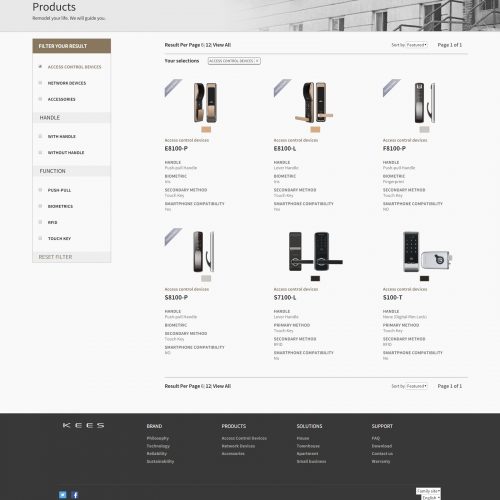 Products
Remodel your life. We will guide you.
FILTER YOUR RESULT
ACCESS CONTROL DEVICES
NETWORK DEVICES
ACCESSORIES
HANDLE
WITH HANDLE
WITHOUT HANDLE
FUNCTION
PUSH-PULL
BIOMETRICS
RFID
TOUCH KEY
RESET FILTER
Result Per Page 6| 12| View All
Sort by Featured
Page 1 of 1
Your selections
ACCESS CONTROL DEVICES
Access control devices
E8100-P
HANDLE
Push-pull Handle
BIOMETRIC
Iris
SECONDARY METHOD
Touch Key
SMARTPHONE COMPATIBILITY
Yes
Access control devices
E8100-L
HANDLE
Lever Handle
BIOMETRIC
Iris
SECONDARY METHOD
Touch Key
SMARTPHONE COMPATIBILITY
Yes
Access control devices
F8100-P
HANDLE
Push-pull Handle
BIOMETRIC
Fingerprint
SECONDARY METHOD
Touch Key
SMARTPHONE COMPATIBILITY
NO
Access control devices
S8100-P
HANDLE
Push-pull Handle
BIOMETRIC
Touch Key
SECONDARY METHOD
Touch Key
SMARTPHONE COMPATIBILITY
NO
Access control devices
S7100-L
HANDLE
Lever Handle
PRIMARY METHOD
Touch Key
SECONDARY METHOD
RFID
SMARTPHONE COMPATIBILITY
NO
Access control devices
S100-T
HANDLE
None (Digital Rim Lock)
PRIMARY METHOD
Touch Key
SECONDARY METHOD
RFID
SMARTPHONE COMPATIBILITY
NO
Result Per Page 6| 12| View All
Sort by Featured
Page 1 of 1
KEES
BRAND
Philosophy
Technology
Reliability
Sustainability
PRODUCTS
Access Control Devices
Network Devices
Accessories
SOLUTIONS
House
Townhouse
Apartment
Small business
SUPPORT
FAQ
Download
Contact us
Warranty
Family site
English